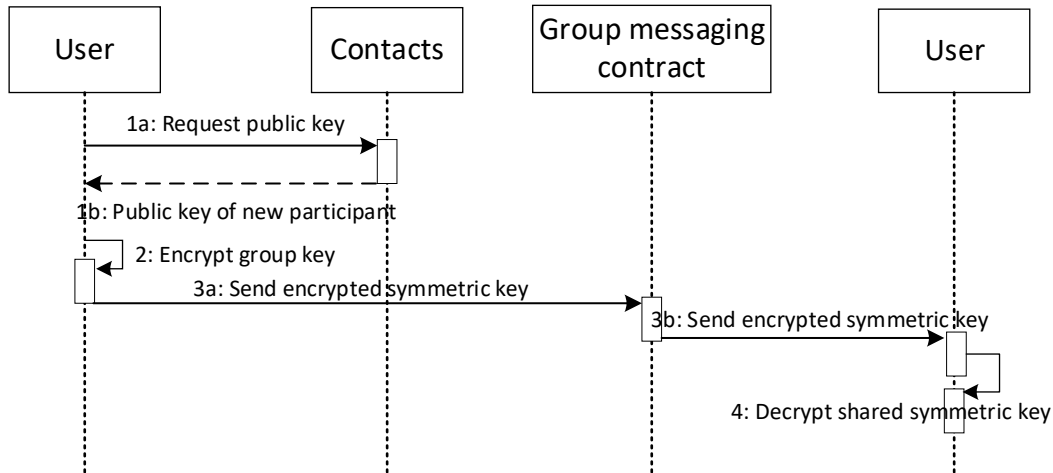 User
Contacts
Group messaging
contract
User
1a: Request public key
1b: Public key of new participant
2: Encrypt group key
3a: Send encrypted symmetric key
3b: Send encrypted symmetric key
4: Decrypt shared symmetric key